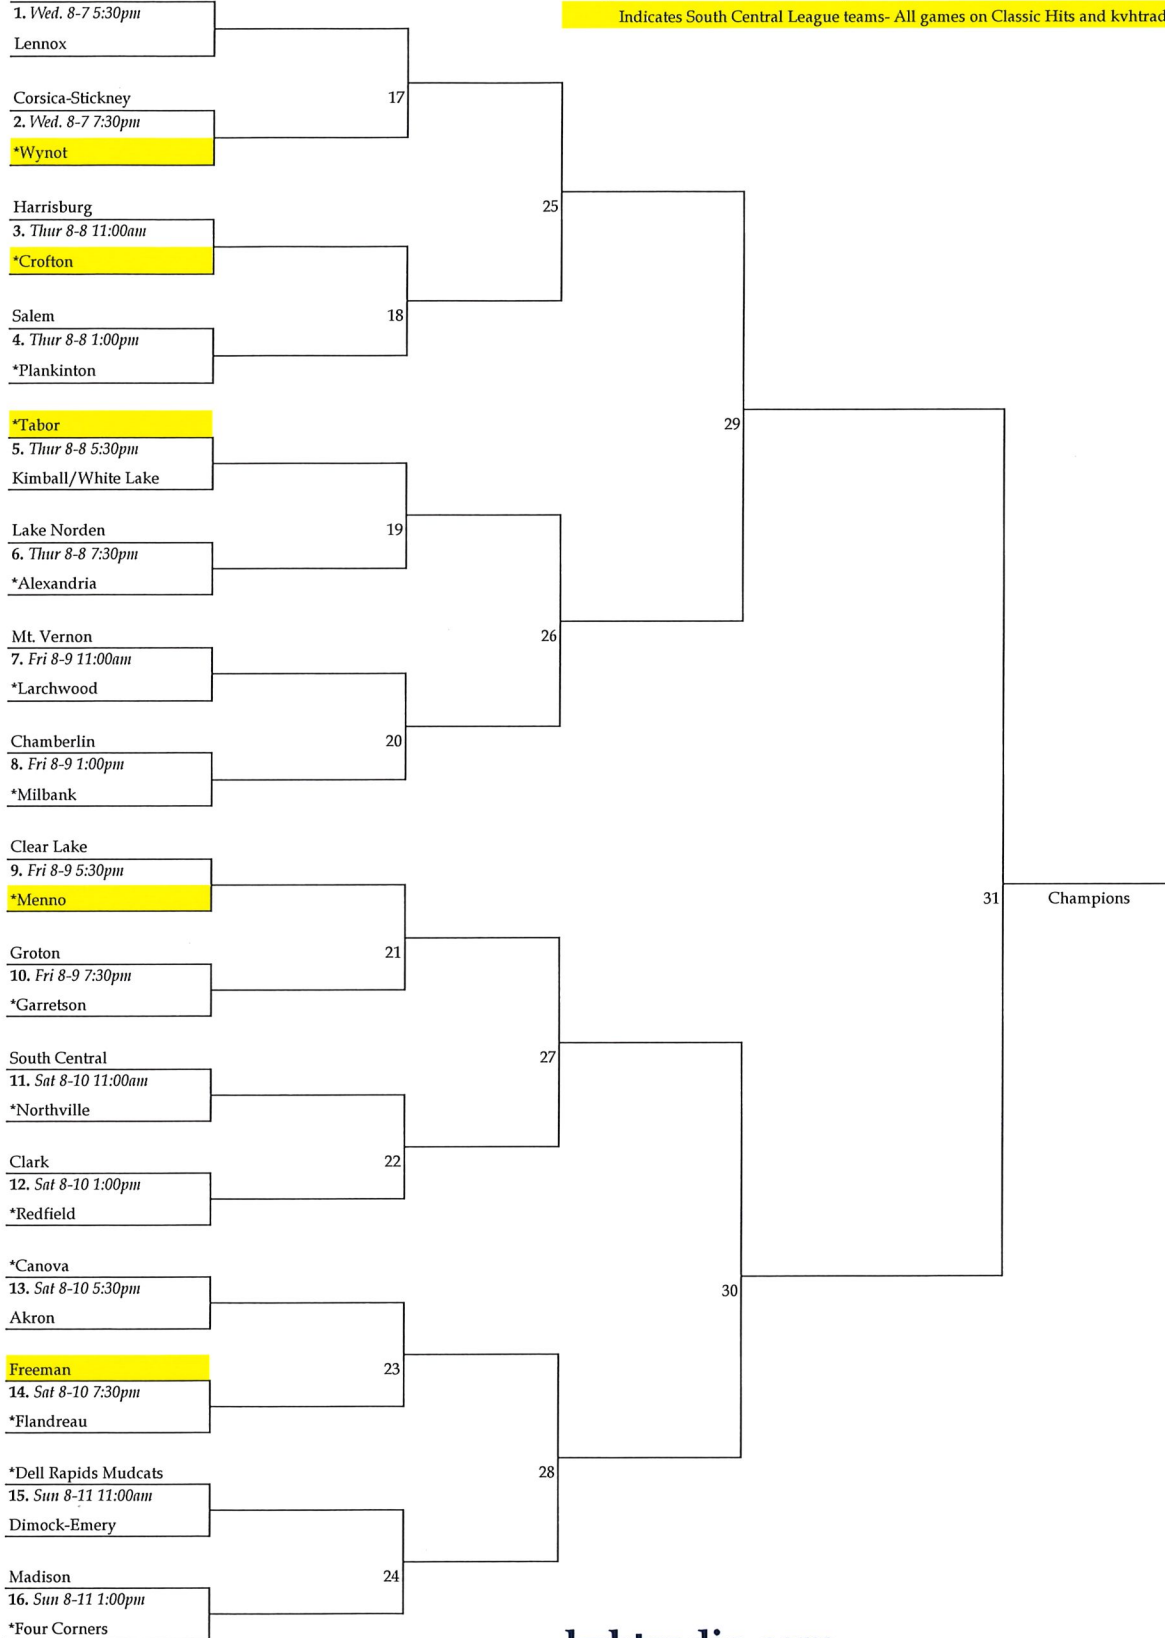 Indicates South Central League teams- All games on Classic Hits and
1. Wed. 8-7 5:30pm
Lennox
Corsica-Stickney
2. Wed. 8-7 7:30pm
*Wynot
17
Harrisburg
3. Thur 8-8 11:00am
*Crofton
25
Salem
4. Thur 8-8 1:00pm
*Plankinton
18
*Tabor
5. Thur 8-8 5:30pm
Kimball/White Lake
29
Lake Norden
6. Thur 8-8 7:30pm
*Alexandria
19
Mt. Vernon
7. Fri 8-9 11:00am
*Larchwood
26
Chamberlin
8. Fri 8-9 1:00pm
*Milbank
20
Clear Lake
9. Fri 8-9 5:30pm
*Menno
31 Champions
Groton
10. Fri 8-9 7:30pm
*Garretson
21
South Central
11. Sat 8-10 11:00am
*Northville
27
Clark
12. Sat 8-10 1:00pm
*Redfield
22
*Canova
13. Sat 8-10 5:30pm
Akron
30
Freeman
14. Sat 8-10 7:30pm
*Flandreau
23
*Dell Rapids Mudcats
15. Sun 8-11 11:00am
Dimock-Emery
28
Madison
16. Sun 8-11 1:00pm
*Four Corners
24